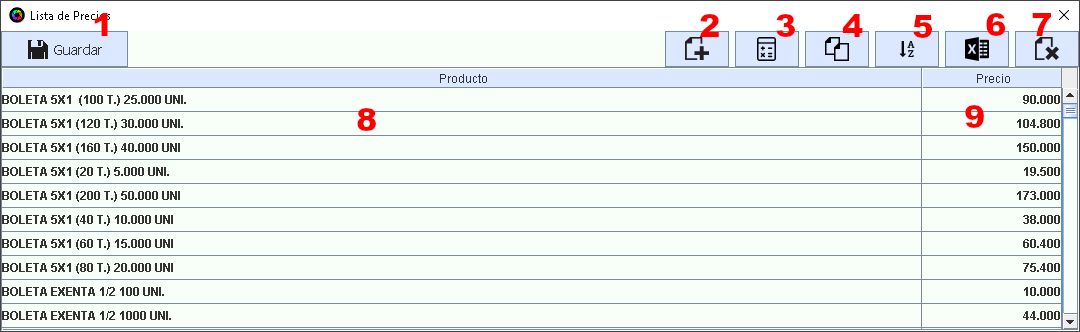 Lista de Precios
1 2 3 4 5 6 7
Guardar
Producto Precio
BOLETA 5X1 (100 T.) 25.000 UNI. 90.000
8 9
BOLETA 5X1 (120 T.) 30.000 UNI. 104.800
BOLETA 5X1 (160 T.) 40.000 UNI 150.000
BOLETA 5X1 (20 T.) 5.000 UNI. 19.500
BOLETA 5X1 (200 T.) 50.000 UNI 173.000
BOLETA 5X1 (40 T.) 10.000 UNI 38.000
BOLETA 5X1 (60 T.) 15.000 UNI 60.400
BOLETA 5X1 (80 T.) 20.000 UNI 75.400
BOLETA EXENTA 1/2 100 UNI. 10.000
BOLETA EXENTA 1/2 1000 UNI. 44.000